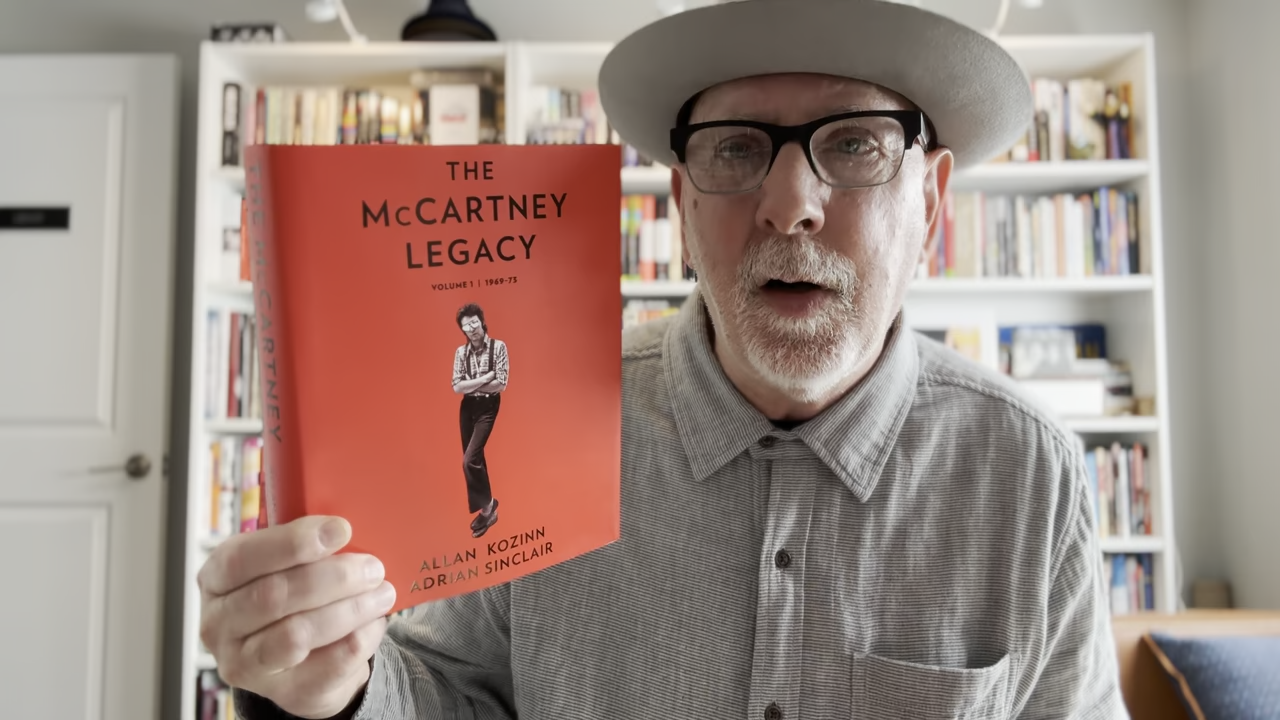 THE
McCARTNEY
LEGACY
VOLUME 1 | 1969-73
ALLAN KOZINN
ADRIAN SINCLAIR
THE McCARTNEY